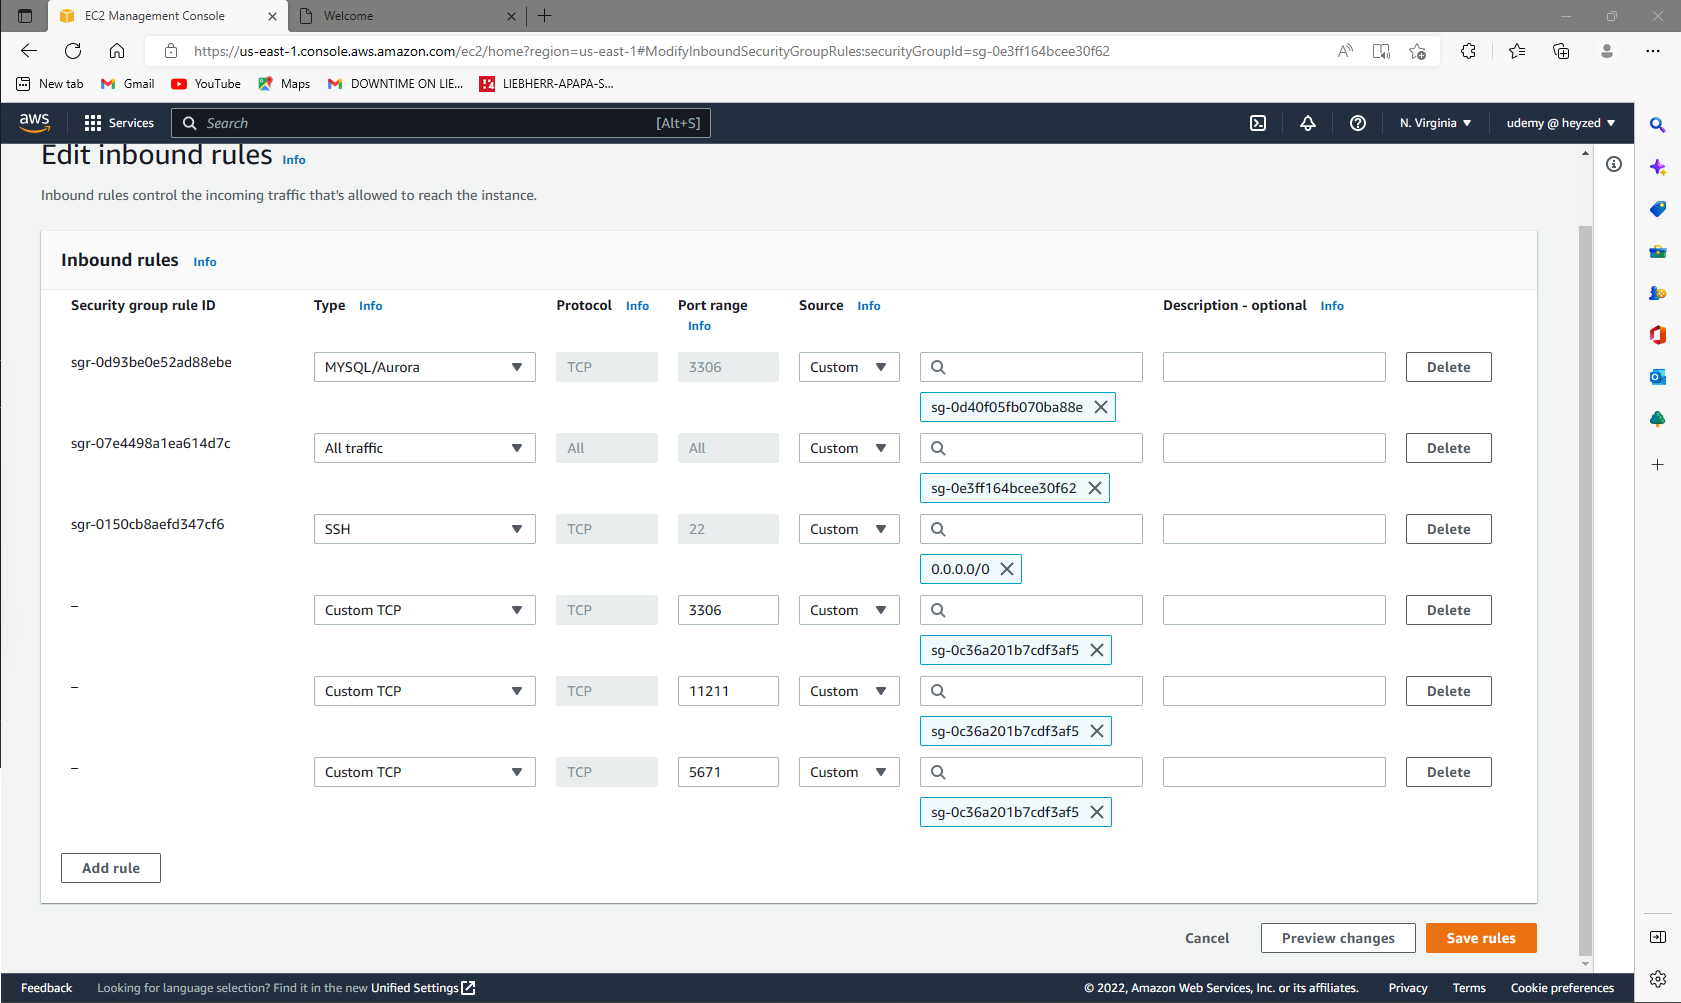 EC2 Management Console
Welcome
https://us-east-1.console.aws.amazon.com/ec2/home?region=us-east-1#ModifyInboundSecurityGroupRules:securityGroupId=sg-0e3ff164bcee30f62
New tab Gmail YouTube Maps DOWNTIME ON LIE... LIEBHERR-APAPA-S...
aws Services Search [Alt+S] N. Virginia udemy @ heyzed
Edit inbound rules Info
Inbound rules control the incoming traffic that's allowed to reach the instance.
Inbound rules Info
Security group rule ID Type Info Protocol Info Port range Source Info Description - optional Info
Info
sgr-0d93be0e52ad88ebe MYSQL/Aurora TCP 3306 Custom Delete
sg-0d40f05fb070ba88e
sgr-07e4498a1ea614d7c All traffic All All Custom Delete
sg-0e3ff164bcee30f62
sgr-0150cb8aefd347cf6 SSH TCP 22 Custom Delete
0.0.0.0/0
– Custom TCP TCP 3306 Custom Delete
sg-0c36a201b7cdf3af5
– Custom TCP TCP 11211 Custom Delete
sg-0c36a201b7cdf3af5
– Custom TCP TCP 5671 Custom Delete
sg-0c36a201b7cdf3af5
Add rule
Cancel Preview changes Save rules
Feedback Looking for language selection? Find it in the new Unified Settings © 2022, Amazon Web Services, Inc. or its affiliates. Privacy Terms Cookie preferences